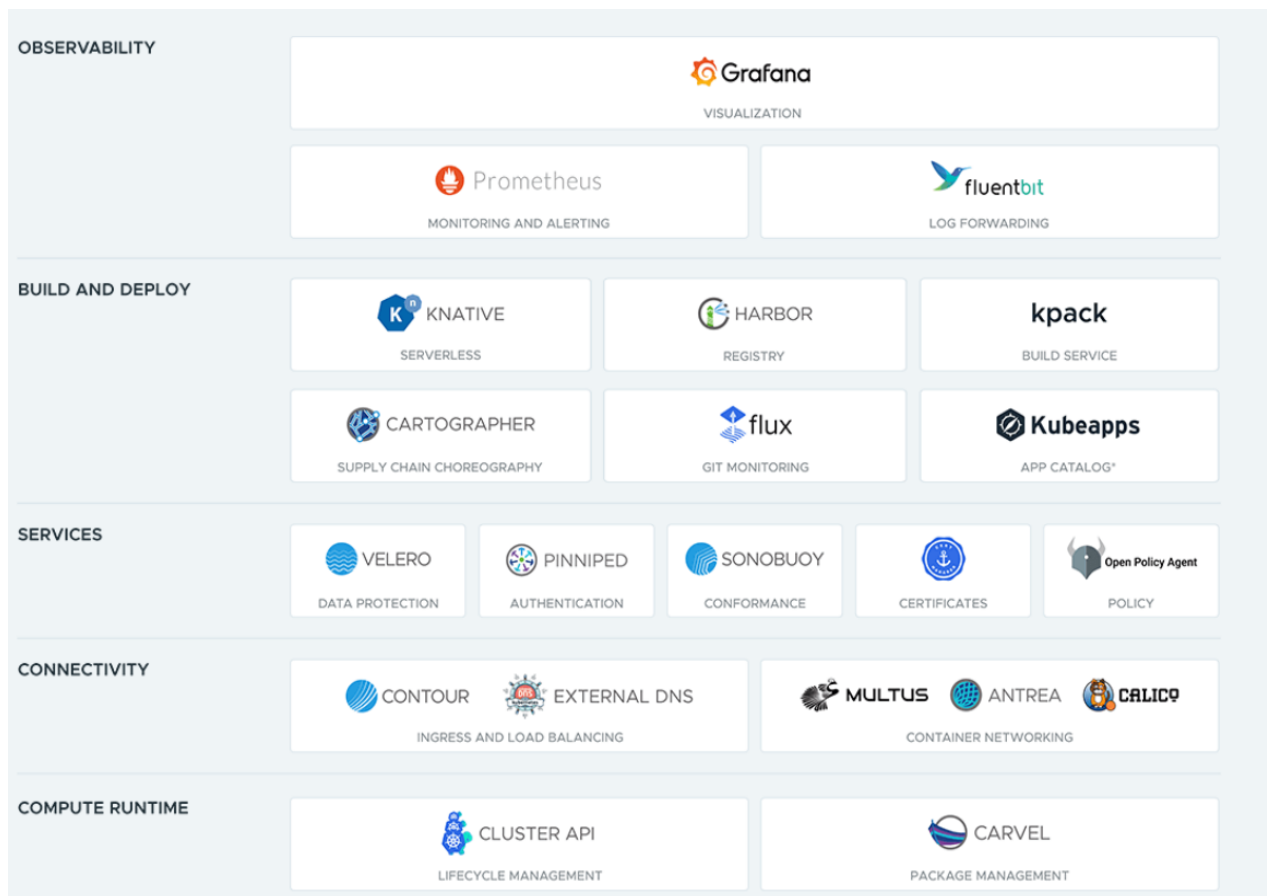 OBSERVABILITY
Grafana
VISUALIZATION
Prometheus
MONITORING AND ALERTING
fluentbit
LOG FORWARDING
BUILD AND DEPLOY
K n KNATIVE
SERVERLESS
HARBOR
REGISTRY
kpack
BUILD SERVICE
CARTOGRAPHER
SUPPLY CHAIN CHOREOGRAPHY
flux
GIT MONITORING
Kubeapps
APP CATALOG*
SERVICES
VELERO
DATA PROTECTION
PINNIPED
AUTHENTICATION
SONOBUOY
CONFORMANCE
CERTIFICATES
Open Policy Agent
POLICY
CONNECTIVITY
CONTOUR
DNS
EXTERNAL DNS
INGRESS AND LOAD BALANCING
MULTUS
ANTREA
CALICO
CONTAINER NETWORKING
COMPUTE RUNTIME
CLUSTER API
LIFECYCLE MANAGEMENT
CARVEL
PACKAGE MANAGEMENT